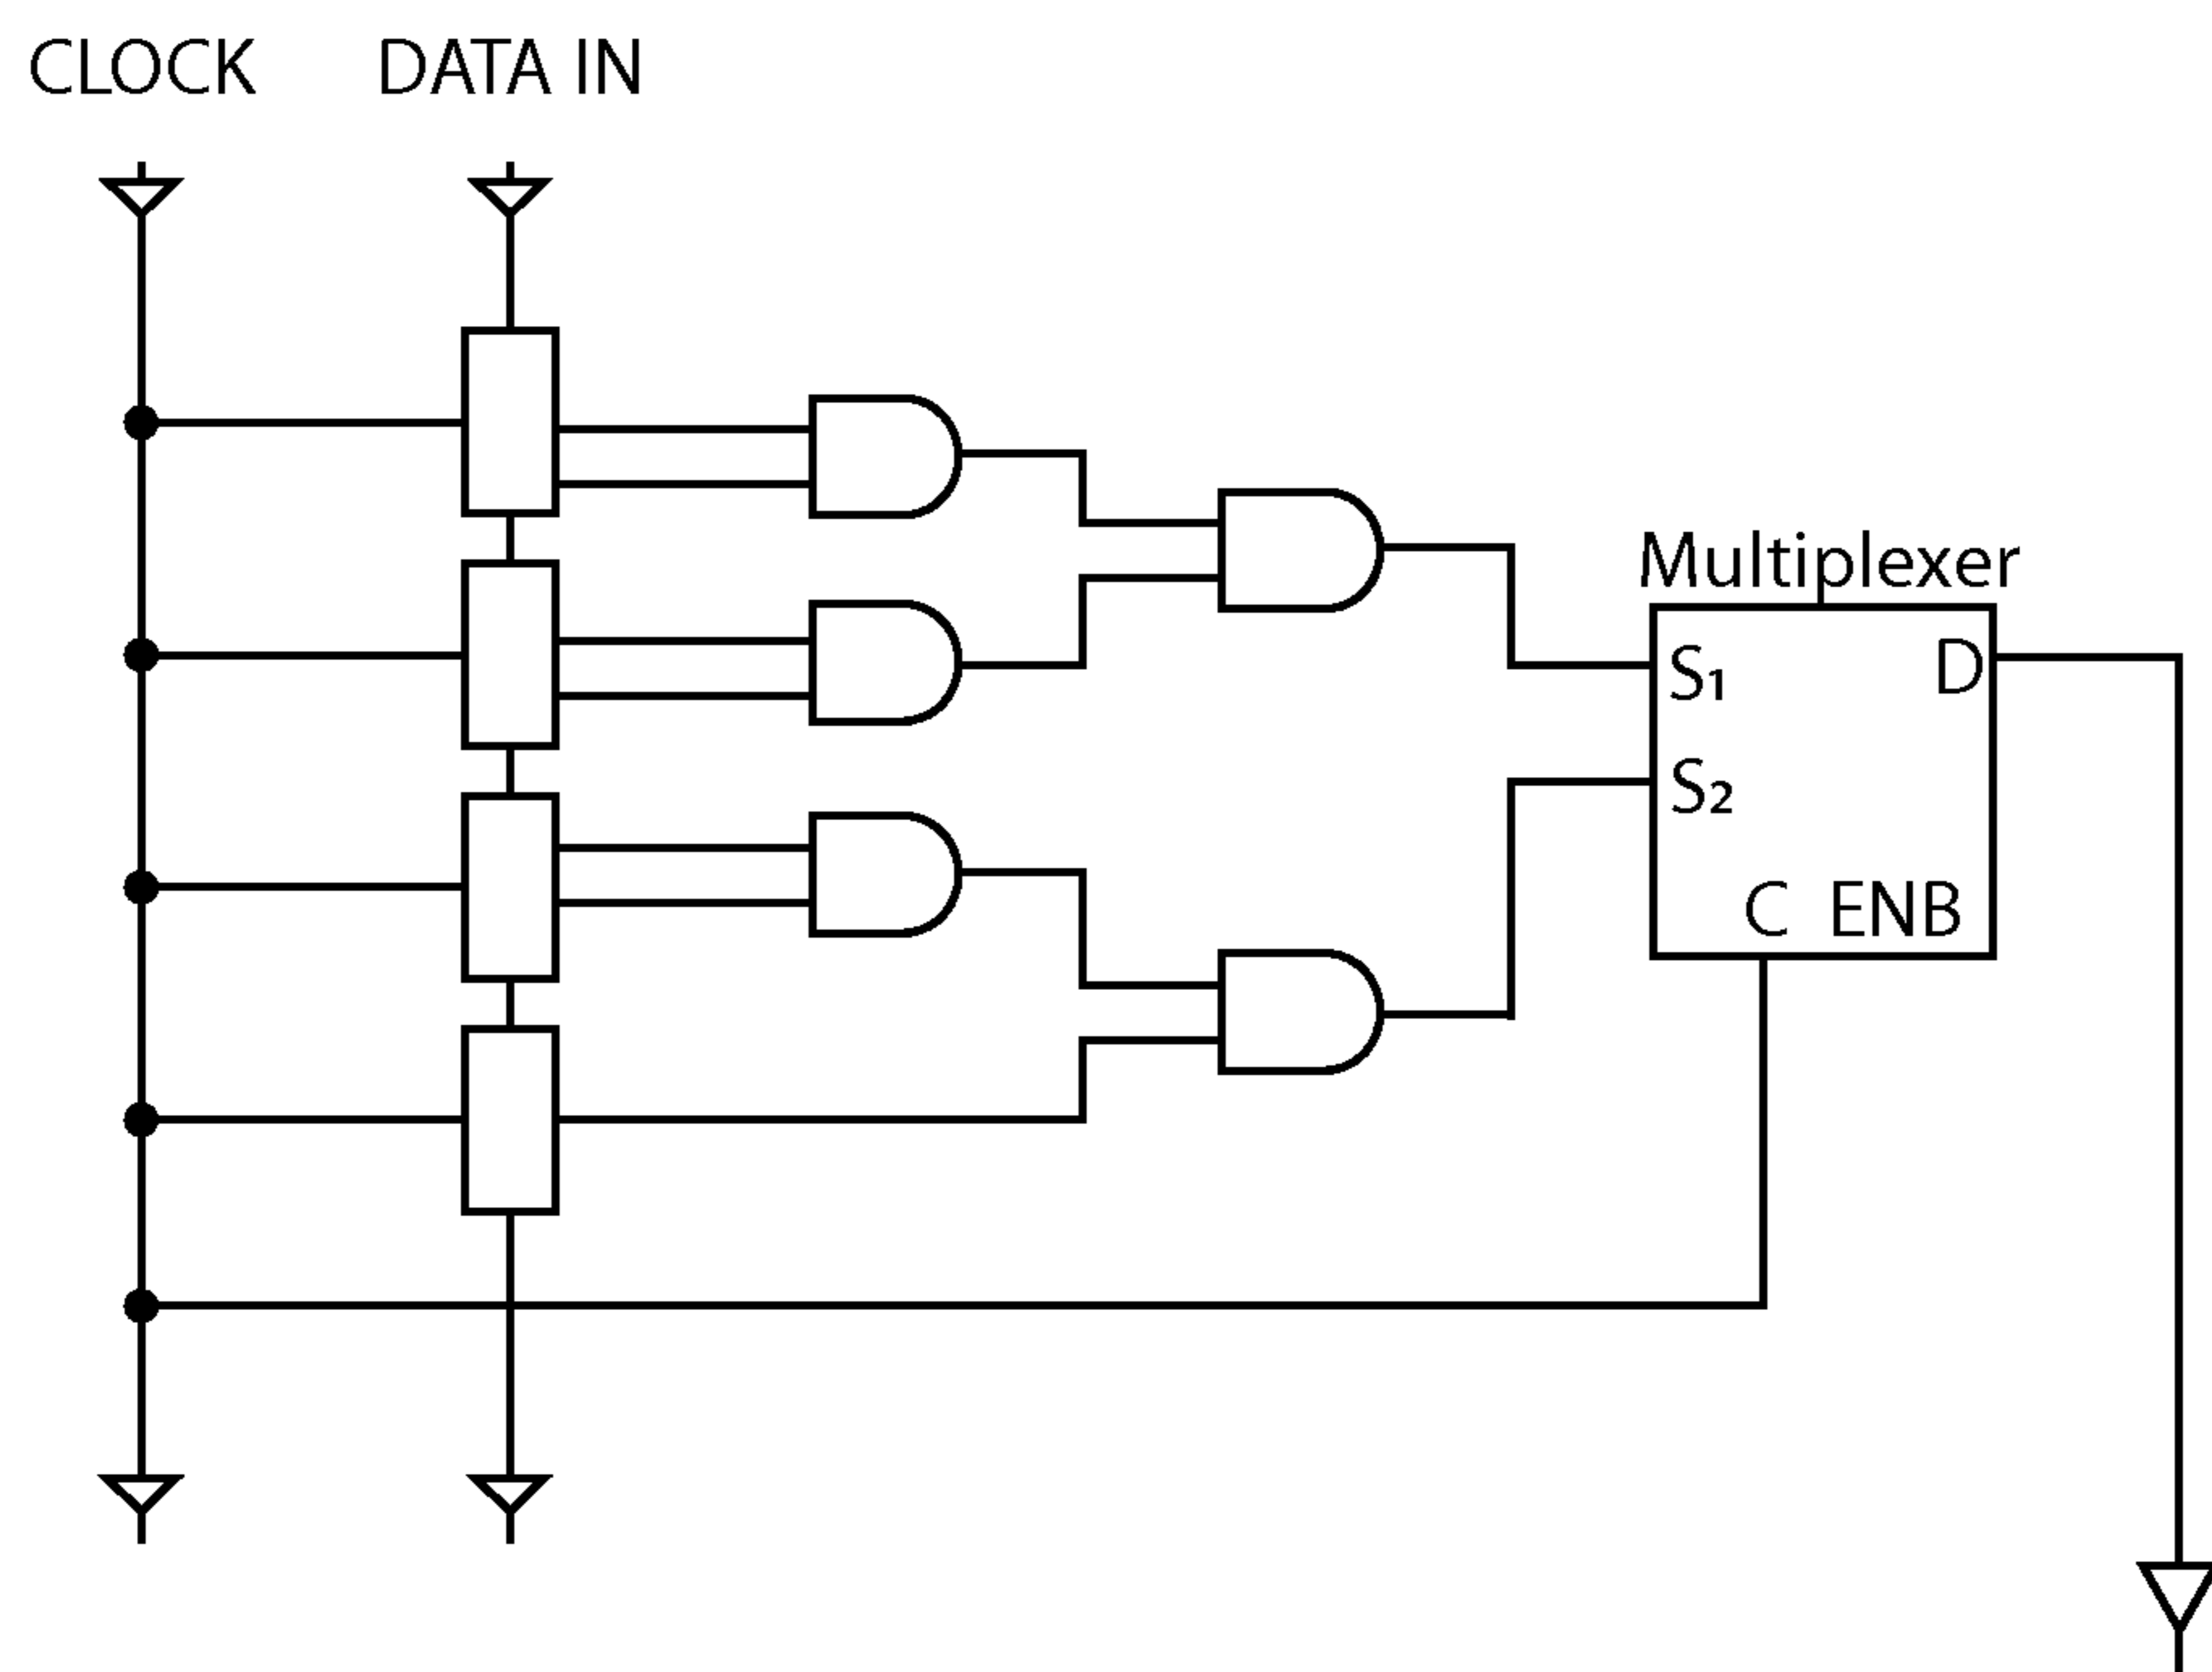 CLOCK DATA IN
Multiplexer
S₁ D
S₂
C ENB